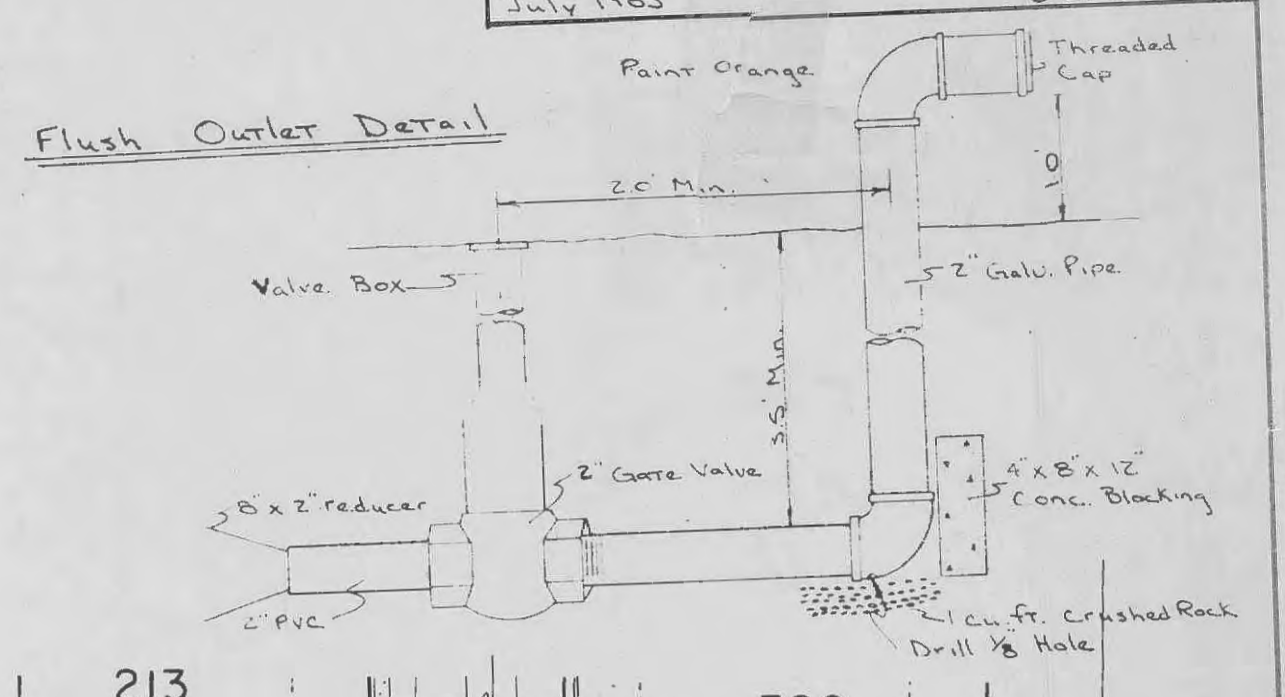 July 1983
Paint Orange
Threaded
Cap
Flush Outlet Detail
2.0' Min.
1.0
Valve Box
2" Galv. Pipe
3.5' Min.
2" Gate Valve
8" x 2" reducer
4" x 8" x 12"
Conc. Blocking
2" PVC
1 cu. ft. Crushed Rock
Drill 1/8" Hole
213